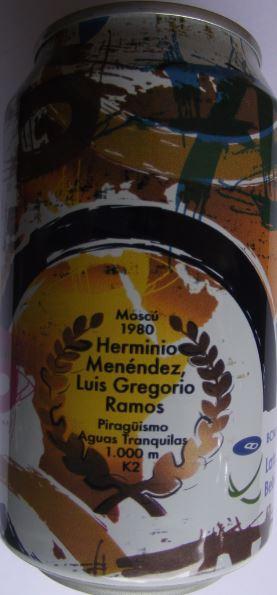 Moscú
1980
Herminio
Menéndez,
Luis Gregorio
Ramos
Piragüismo
Aguas Tranquilas
1.000 m
K2